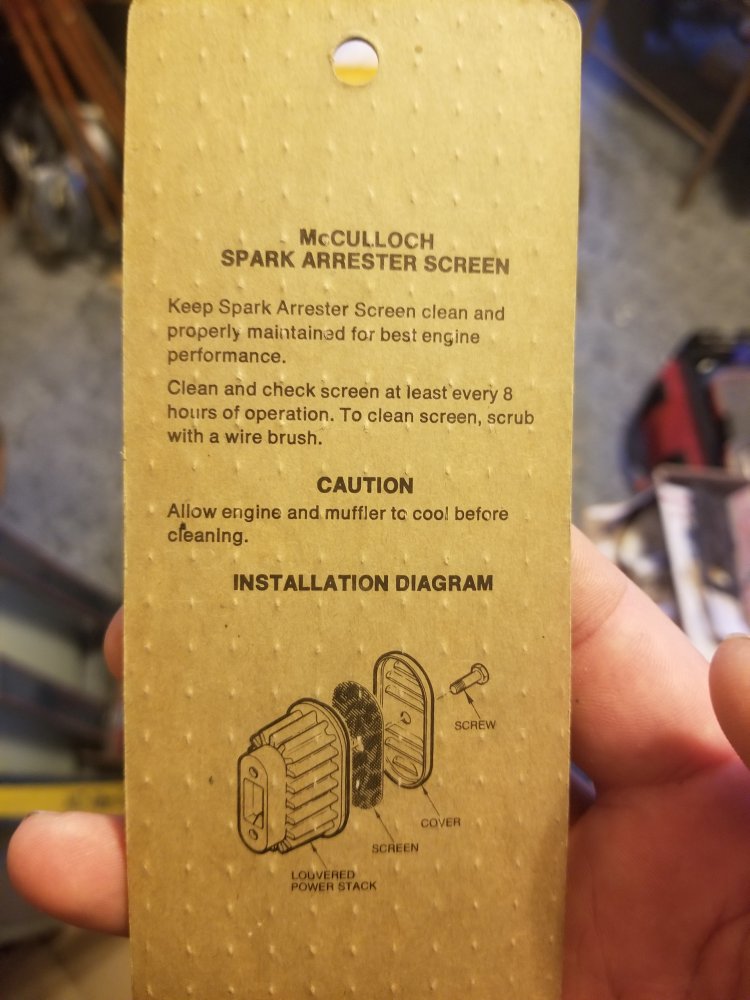 McCULLOCH
SPARK ARRESTER SCREEN
Keep Spark Arrester Screen clean and
properly maintained for best engine
performance.
Clean and check screen at least every 8
hours of operation. To clean screen, scrub
with a wire brush.
CAUTION
Allow engine and muffler to cool before
cleaning.
INSTALLATION DIAGRAM
SCREW
COVER
SCREEN
LOUVERED
POWER STACK